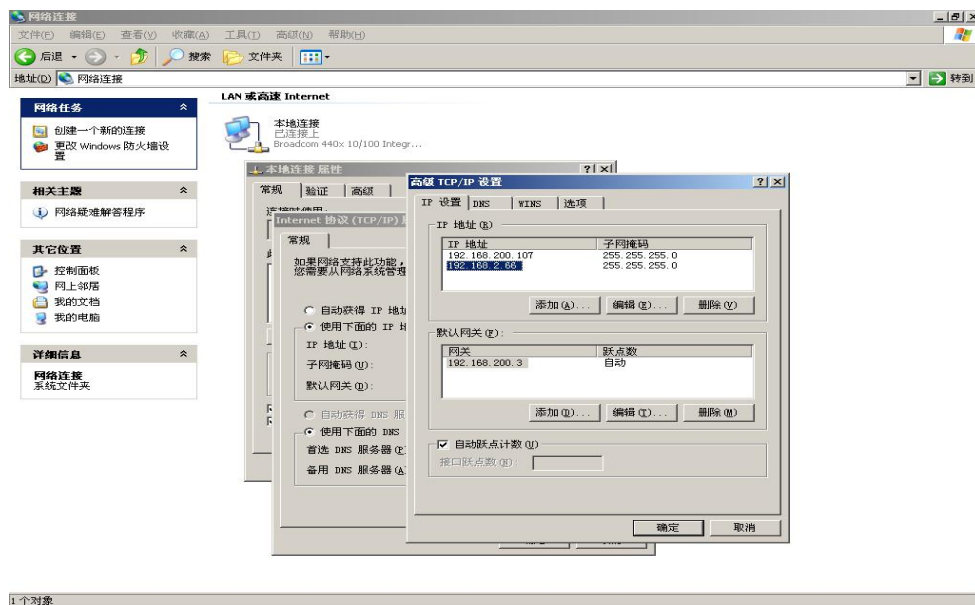 网络连接
文件(F) 编辑(E) 查看(V) 收藏(A) 工具(T) 高级(N) 帮助(H)
后退 搜索 文件夹
地址(D) 网络连接 转到
网络任务
创建一个新的连接
更改 Windows 防火墙设
置
相关主题
网络疑难解答程序
其它位置
控制面板
网上邻居
我的文档
我的电脑
详细信息
网络连接
系统文件夹
LAN 或高速 Internet
本地连接
已连接上
Broadcom 440x 10/100 Integr...
本地连接 属性
常规 验证 高级
连接时使用:
Internet 协议 (TCP/IP)
常规
如果网络支持此功能,
您需要从网络系统管理
自动获得 IP 地址
使用下面的 IP 地
IP 地址(I):
子网掩码(U):
默认网关(D):
自动获得 DNS 服
使用下面的 DNS
首选 DNS 服务器(P)
备用 DNS 服务器(A)
高级 TCP/IP 设置
IP 设置 DNS WINS 选项
IP 地址(R)
IP 地址 子网掩码
192.168.200.107 255.255.255.0
192.168.2.66 255.255.255.0
添加(A)... 编辑(E)... 删除(V)
默认网关(F):
网关 跃点数
192.168.200.3 自动
添加(D)... 编辑(T)... 删除(M)
自动跃点计数(U)
接口跃点数(N):
确定 取消
1 个对象